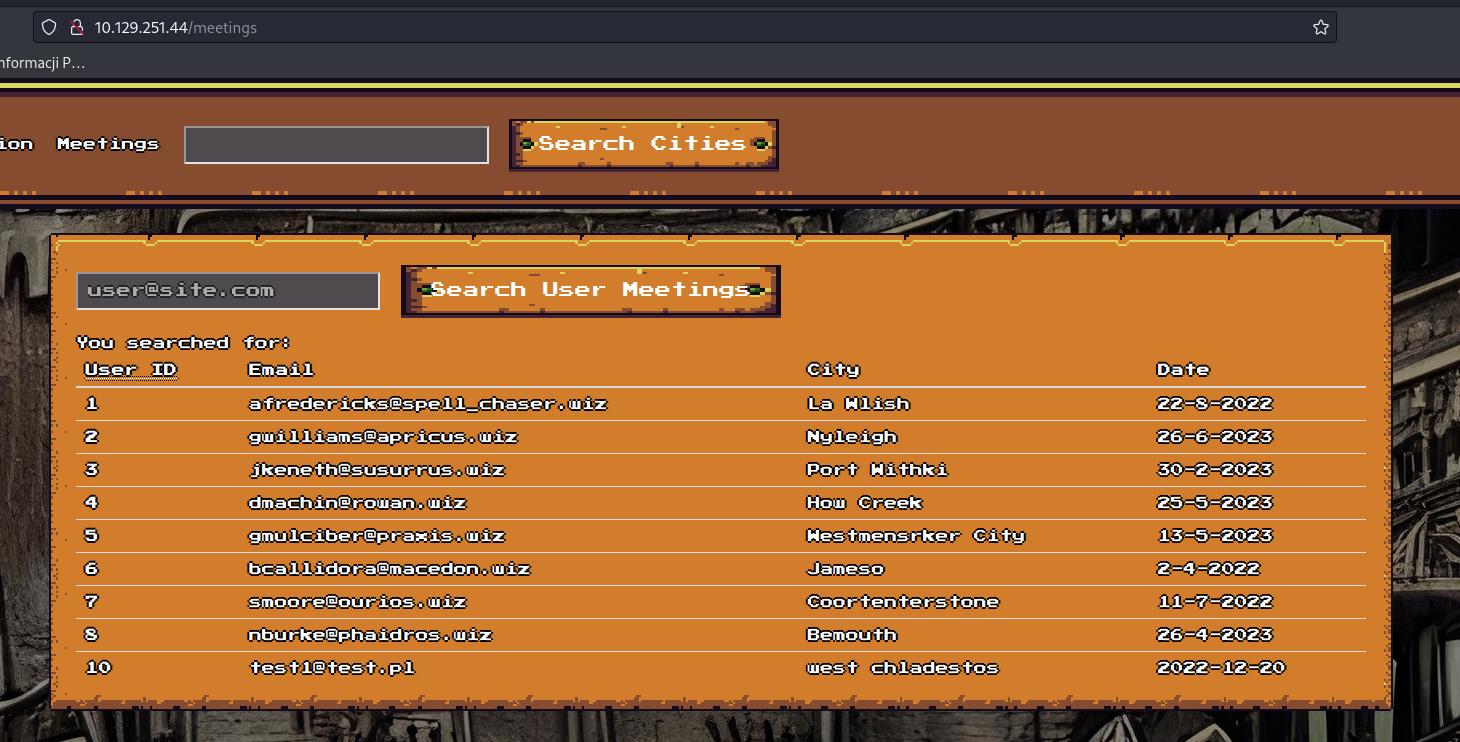 10.129.251.44/meetings
nformacji P…
ion Meetings Search Cities
user@site.com Search User Meetings
You searched for:
User ID Email City Date
1 afredericks@spell_chaser.wiz La Wlish 22-8-2022
2 gwilliams@apricus.wiz Nyleigh 26-6-2023
3 jkeneth@susurrus.wiz Port Withki 30-2-2023
4 dmachin@rowan.wiz How Creek 25-5-2023
5 gmulciber@praxis.wiz Westmensrker City 13-5-2023
6 bcallidora@macedon.wiz Jameso 2-4-2022
7 smoore@ourios.wiz Coortenterstone 11-7-2022
8 nburke@phaidros.wiz Bemouth 26-4-2023
10 test1@test.pl west chladestos 2022-12-20